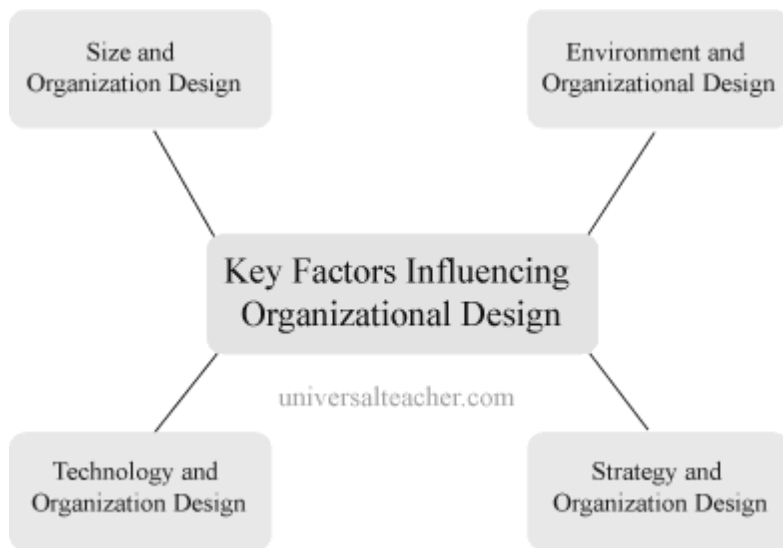 Size and
Organization Design
Environment and
Organizational Design
Key Factors Influencing
Organizational Design
universalteacher.com
Technology and
Organization Design
Strategy and
Organization Design